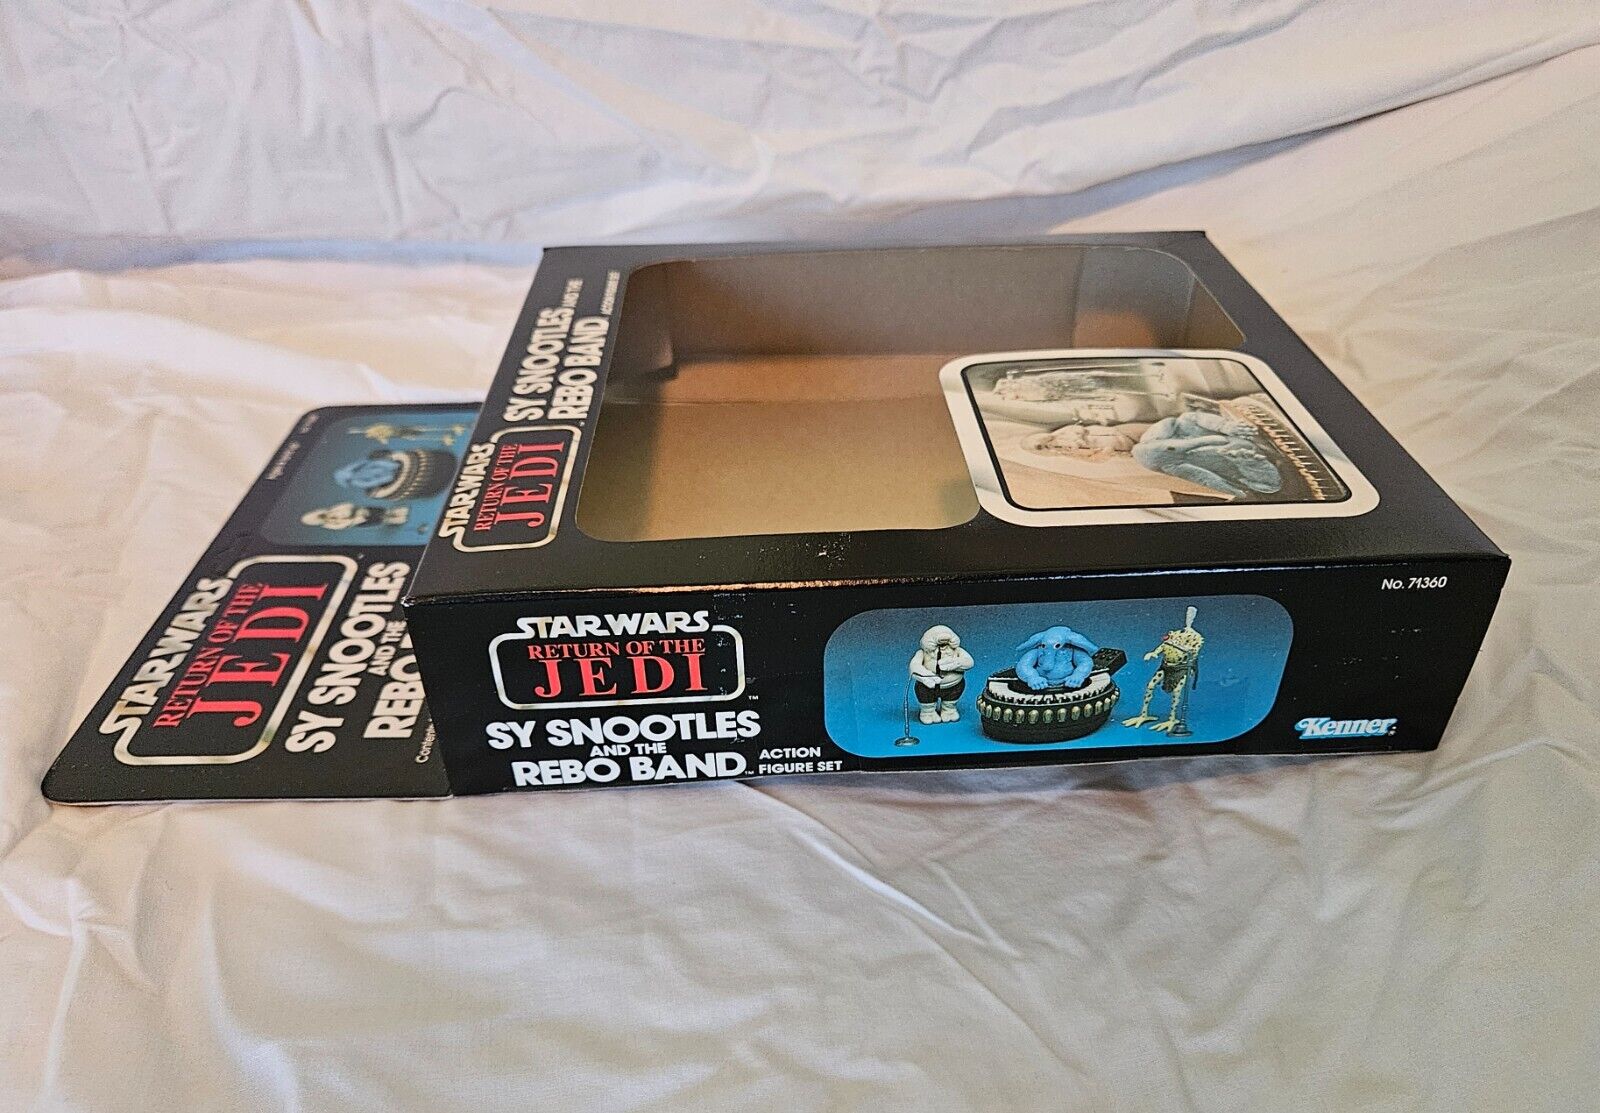 STAR WARS
RETURN OF THE
JEDI
SY SNOOTLES AND THE
REBO BAND
STAR WARS
RETURN OF THE
JEDI
SY SNOOTLES
AND THE
REBO
STAR WARS
RETURN OF THE
JEDI
TM
SY SNOOTLES
AND THE
REBO BAND TM
ACTION
FIGURE SET
No. 71360
Kenner